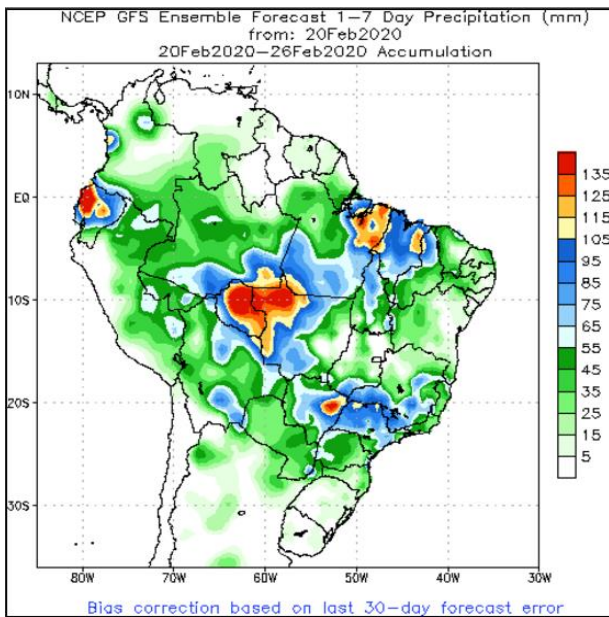 NCEP GFS Ensemble Forecast 1-7 Day Precipitation (mm)
from: 20Feb2020
20Feb2020-26Feb2020 Accumulation
10N
EQ
10S
20S
30S
80W
70W
60W
50W
40W
30W
135
125
115
105
95
85
75
65
55
45
35
25
15
5
Bias correction based on last 30-day forecast error